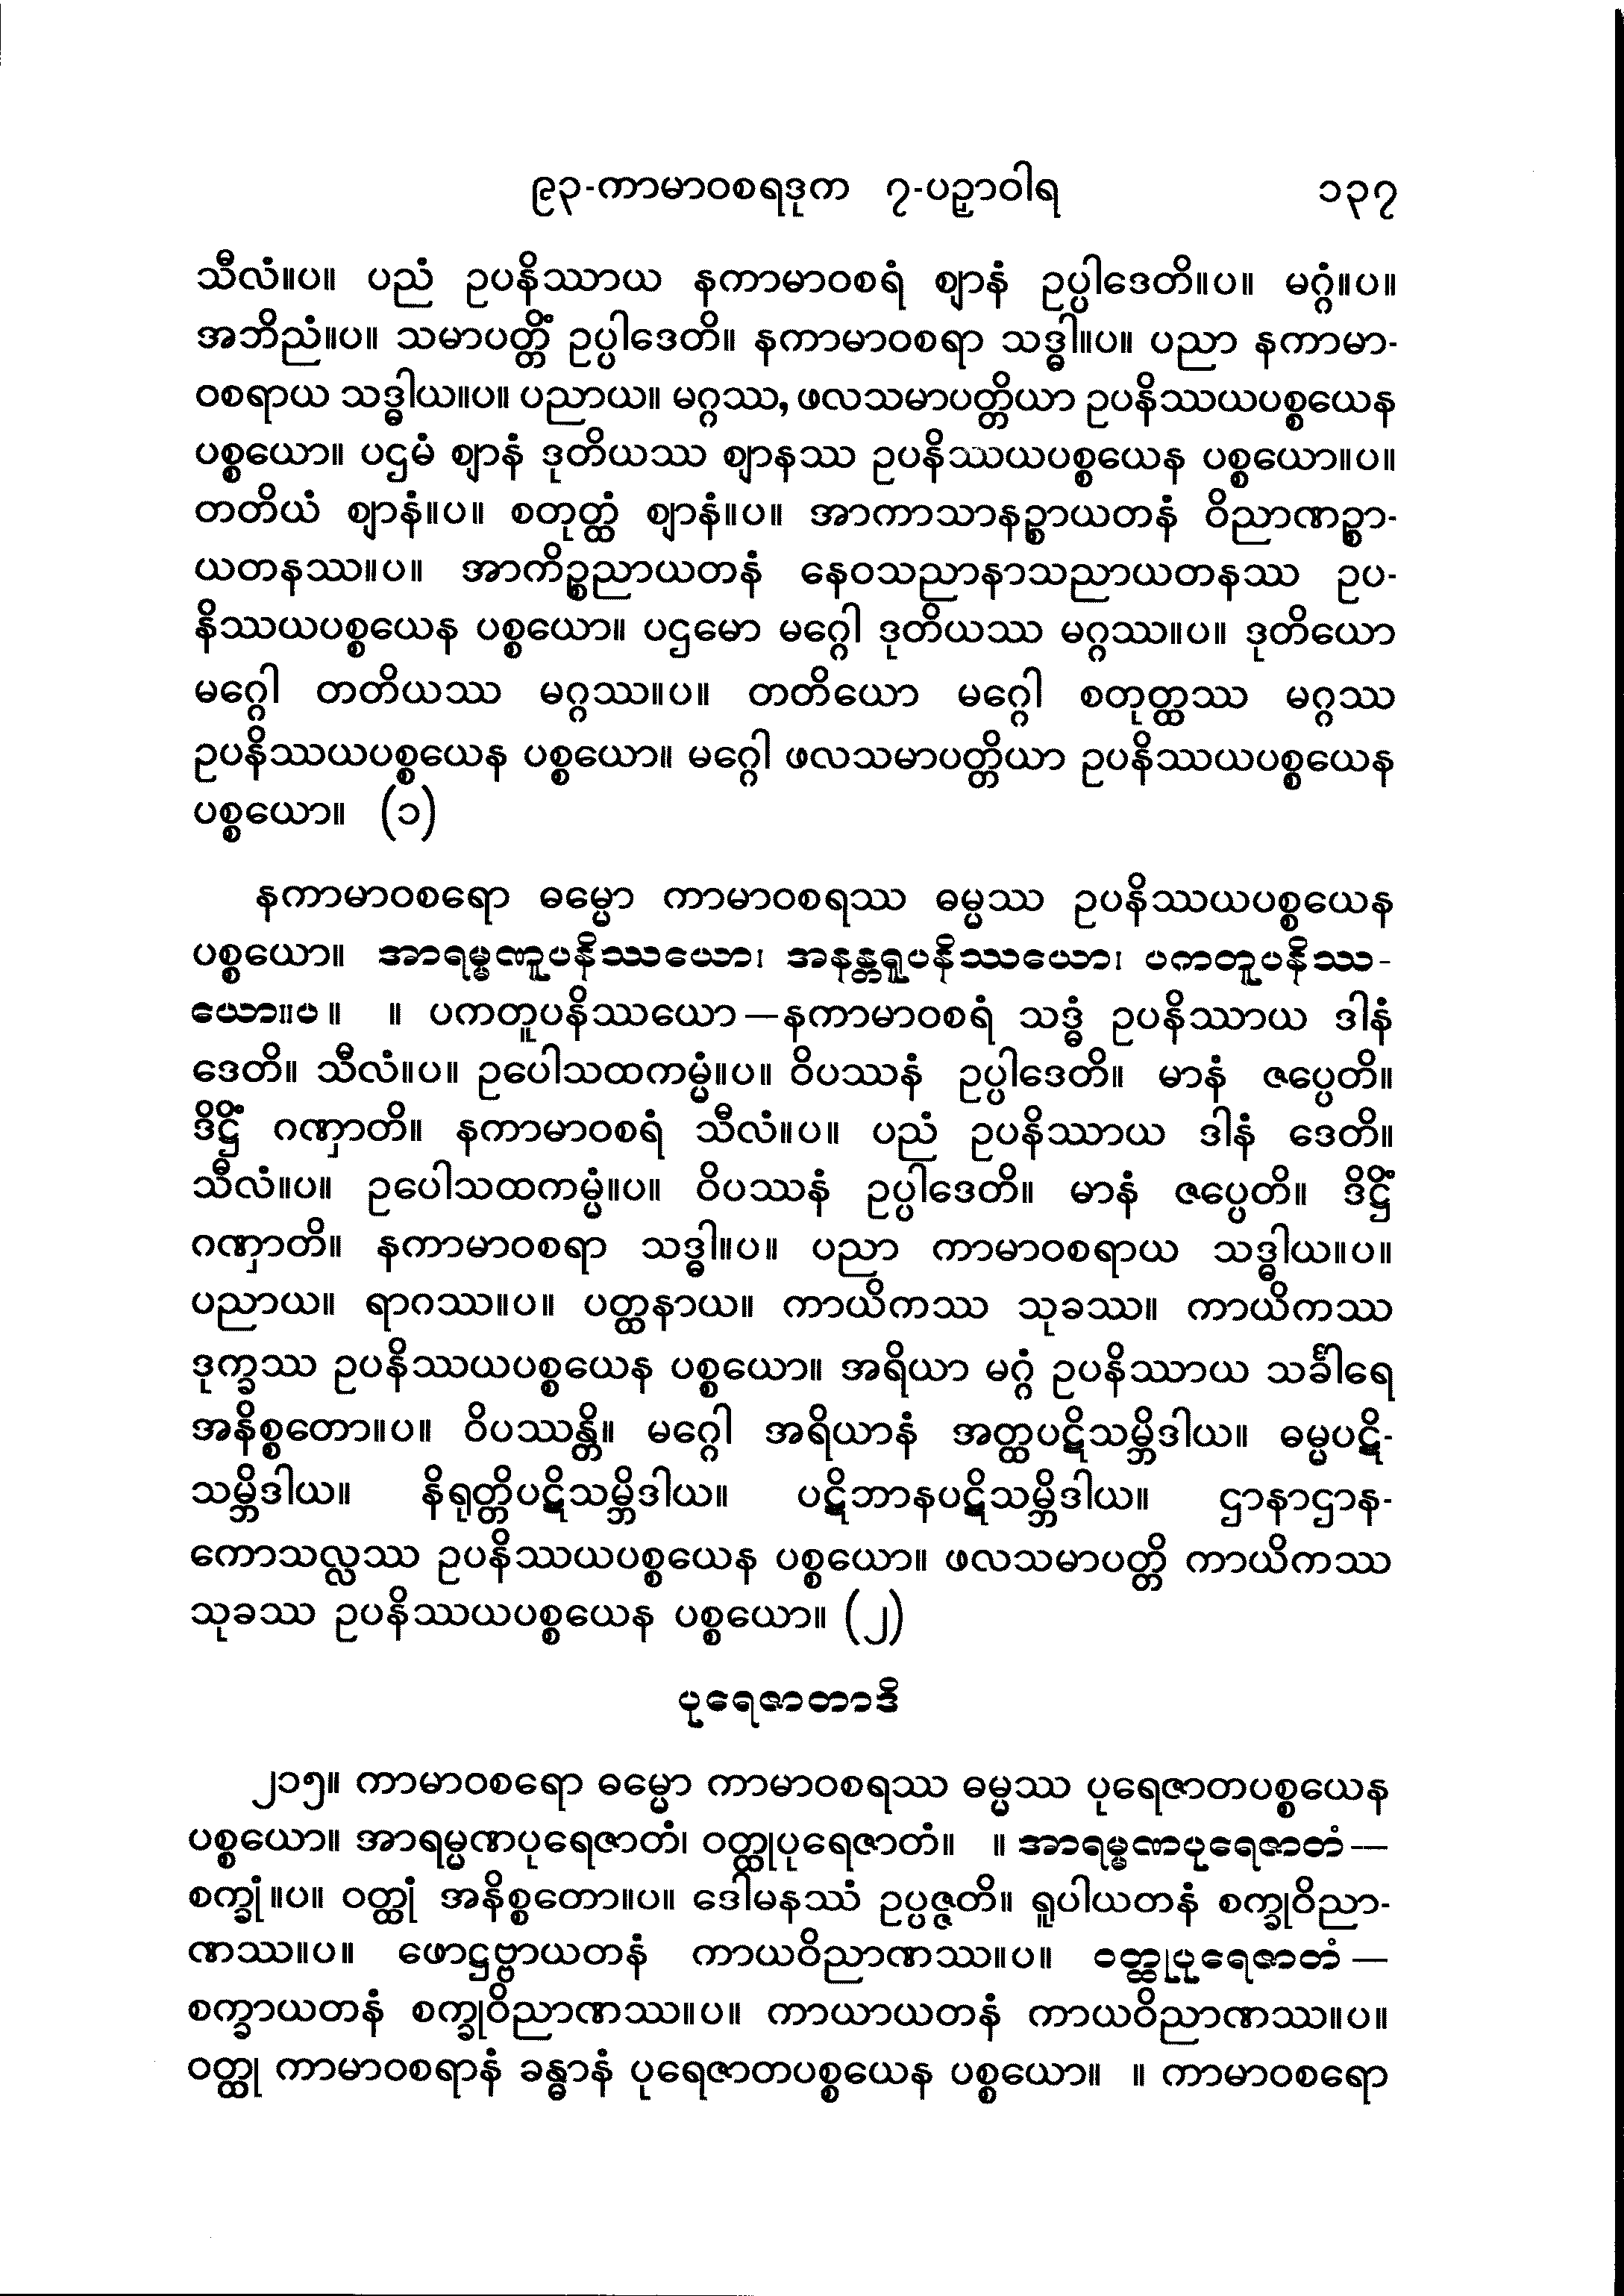 ၉၃-ကာမာဝစရဒုက ၇-ပဉှာဝါရ ၁၃၇
သီလံ။ပ။ ပညံ ဥပနိဿာယ နကာမာဝစရံ ဈာနံ ဥပ္ပါဒေတိ။ပ။ မဂ္ဂံ။ပ။
အဘိညံ။ပ။ သမာပတ္တိံ ဥပ္ပါဒေတိ။ နကာမာဝစရာ သဒ္ဓါ။ပ။ ပညာ နကာမာ-
ဝစရာယ သဒ္ဓါယ။ပ။ ပညာယ။ မဂ္ဂဿ, ဖလသမာပတ္တိယာ ဥပနိဿယပစ္စယေန
ပစ္စယော။ ပဌမံ ဈာနံ ဒုတိယဿ ဈာနဿ ဥပနိဿယပစ္စယေန ပစ္စယော။ပ။
တတိယံ ဈာနံ။ပ။ စတုတ္ထံ ဈာနံ။ပ။ အာကာသာနဉ္စာယတနံ ဝိညာဏဉ္စာ-
ယတနဿ။ပ။ အာကိဉ္စညာယတနံ နေဝသညာနာသညာယတနဿ ဥပ-
နိဿယပစ္စယေန ပစ္စယော။ ပဌမော မဂ္ဂေါ ဒုတိယဿ မဂ္ဂဿ။ပ။ ဒုတိယော
မဂ္ဂေါ တတိယဿ မဂ္ဂဿ။ပ။ တတိယော မဂ္ဂေါ စတုတ္ထဿ မဂ္ဂဿ
ဥပနိဿယပစ္စယေန ပစ္စယော။ မဂ္ဂေါ ဖလသမာပတ္တိယာ ဥပနိဿယပစ္စယေန
ပစ္စယော။ (၁)
နကာမာဝစရော ဓမ္မော ကာမာဝစရဿ ဓမ္မဿ ဥပနိဿယပစ္စယေန
ပစ္စယော။ အာရမ္မဏူပနိဿယော၊ အနန္တရူပနိဿယော၊ ပကတူပနိဿ-
ယော။ပ။ ။ ပကတူပနိဿယော—နကာမာဝစရံ သဒ္ဓံ ဥပနိဿာယ ဒါနံ
ဒေတိ။ သီလံ။ပ။ ဥပေါသထကမ္မံ။ပ။ ဝိပဿနံ ဥပ္ပါဒေတိ။ မာနံ ဇပ္ပေတိ။
ဒိဋ္ဌိံ ဂဏှာတိ။ နကာမာဝစရံ သီလံ။ပ။ ပညံ ဥပနိဿာယ ဒါနံ ဒေတိ။
သီလံ။ပ။ ဥပေါသထကမ္မံ။ပ။ ဝိပဿနံ ဥပ္ပါဒေတိ။ မာနံ ဇပ္ပေတိ။ ဒိဋ္ဌိံ
ဂဏှာတိ။ နကာမာဝစရာ သဒ္ဓါ။ပ။ ပညာ ကာမာဝစရာယ သဒ္ဓါယ။ပ။
ပညာယ။ ရာဂဿ။ပ။ ပတ္ထနာယ။ ကာယိကဿ သုခဿ။ ကာယိကဿ
ဒုက္ခဿ ဥပနိဿယပစ္စယေန ပစ္စယော။ အရိယာ မဂ္ဂံ ဥပနိဿာယ သင်္ခါရေ
အနိစ္စတော။ပ။ ဝိပဿန္တိ။ မဂ္ဂေါ အရိယာနံ အတ္ထပဋိသမ္ဘိဒါယ။ ဓမ္မပဋိ-
သမ္ဘိဒါယ။ နိရုတ္တိပဋိသမ္ဘိဒါယ။ ပဋိဘာနပဋိသမ္ဘိဒါယ။ ဌာနာဌာန-
ကောသလ္လဿ ဥပနိဿယပစ္စယေန ပစ္စယော။ ဖလသမာပတ္တိ ကာယိကဿ
သုခဿ ဥပနိဿယပစ္စယေန ပစ္စယော။ (၂)
ပုရေဇာတာဒိ
၂၁၅။ ကာမာဝစရော ဓမ္မော ကာမာဝစရဿ ဓမ္မဿ ပုရေဇာတပစ္စယေန
ပစ္စယော။ အာရမ္မဏပုရေဇာတံ၊ ဝတ္ထုပုရေဇာတံ။ ။ အာရမ္မဏပုရေဇာတံ—
စက္ခုံ။ပ။ ဝတ္ထုံ အနိစ္စတော။ပ။ ဒေါမနဿံ ဥပ္ပဇ္ဇတိ။ ရူပါယတနံ စက္ခုဝိညာ-
ဏဿ။ပ။ ဖောဋ္ဌဗ္ဗာယတနံ ကာယဝိညာဏဿ။ပ။ ဝတ္ထုပုရေဇာတံ—
စက္ခာယတနံ စက္ခုဝိညာဏဿ။ပ။ ကာယာယတနံ ကာယဝိညာဏဿ။ပ။
ဝတ္ထု ကာမာဝစရာနံ ခန္ဓာနံ ပုရေဇာတပစ္စယေန ပစ္စယော။ ။ ကာမာဝစရော